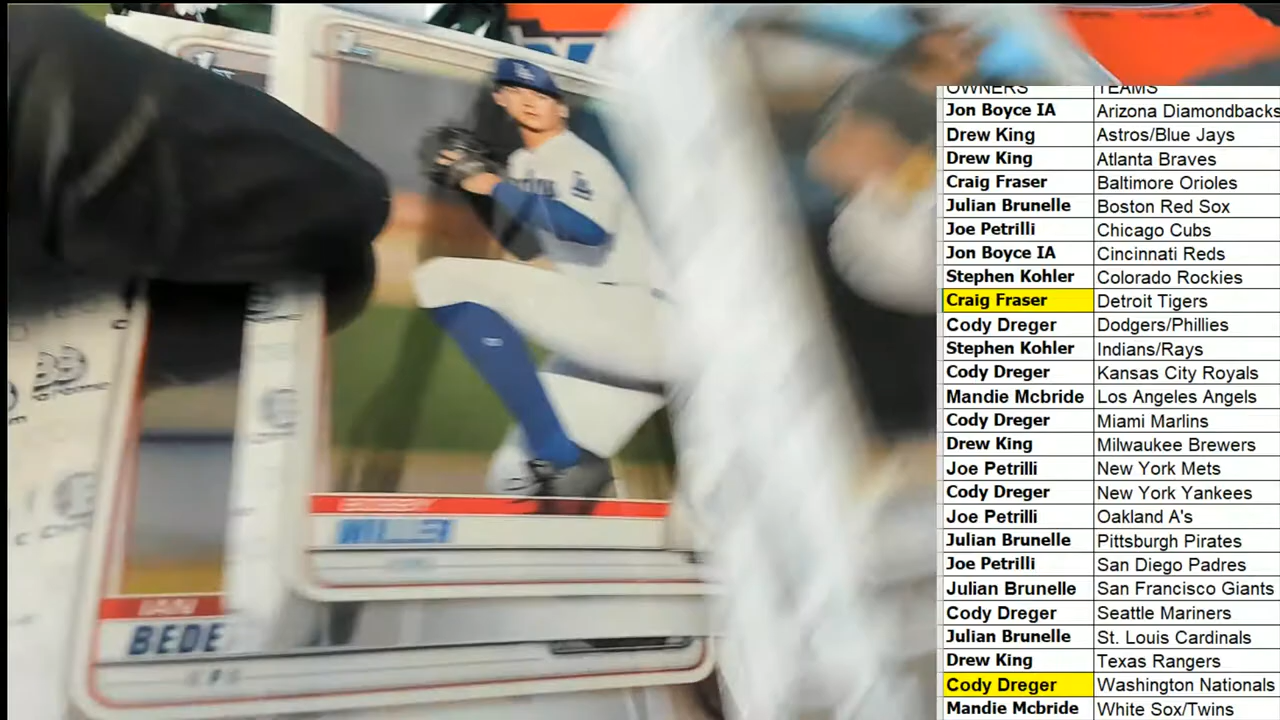 OWNERS TEAMS
Jon Boyce IA Arizona Diamondbacks
Drew King Astros/Blue Jays
Drew King Atlanta Braves
Craig Fraser Baltimore Orioles
Julian Brunelle Boston Red Sox
Joe Petrilli Chicago Cubs
Jon Boyce IA Cincinnati Reds
Stephen Kohler Colorado Rockies
Craig Fraser Detroit Tigers
Cody Dreger Dodgers/Phillies
Stephen Kohler Indians/Rays
Cody Dreger Kansas City Royals
Mandie Mcbride Los Angeles Angels
Cody Dreger Miami Marlins
Drew King Milwaukee Brewers
Joe Petrilli New York Mets
Cody Dreger New York Yankees
Joe Petrilli Oakland A's
Julian Brunelle Pittsburgh Pirates
Joe Petrilli San Diego Padres
Julian Brunelle San Francisco Giants
Cody Dreger Seattle Mariners
Julian Brunelle St. Louis Cardinals
Drew King Texas Rangers
Cody Dreger Washington Nationals
Mandie Mcbride White Sox/Twins
LA
BOBBY
MILLER
IAN
BEDE